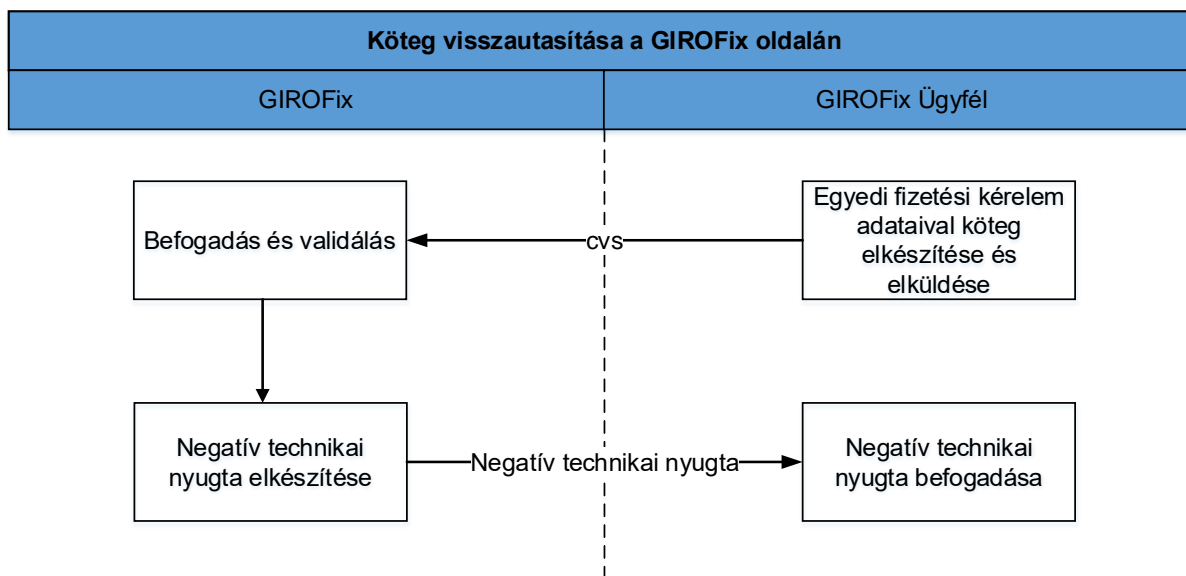 Köteg visszautasítása a GIROFix oldalán
GIROFix
GIROFix Ügyfél
Befogadás és validálás
cvs
Egyedi fizetési kérelem
adataival köteg
elkészítése és
elküldése
Negatív technikai
nyugta elkészítése
Negatív technikai nyugta
Negatív technikai
nyugta befogadása